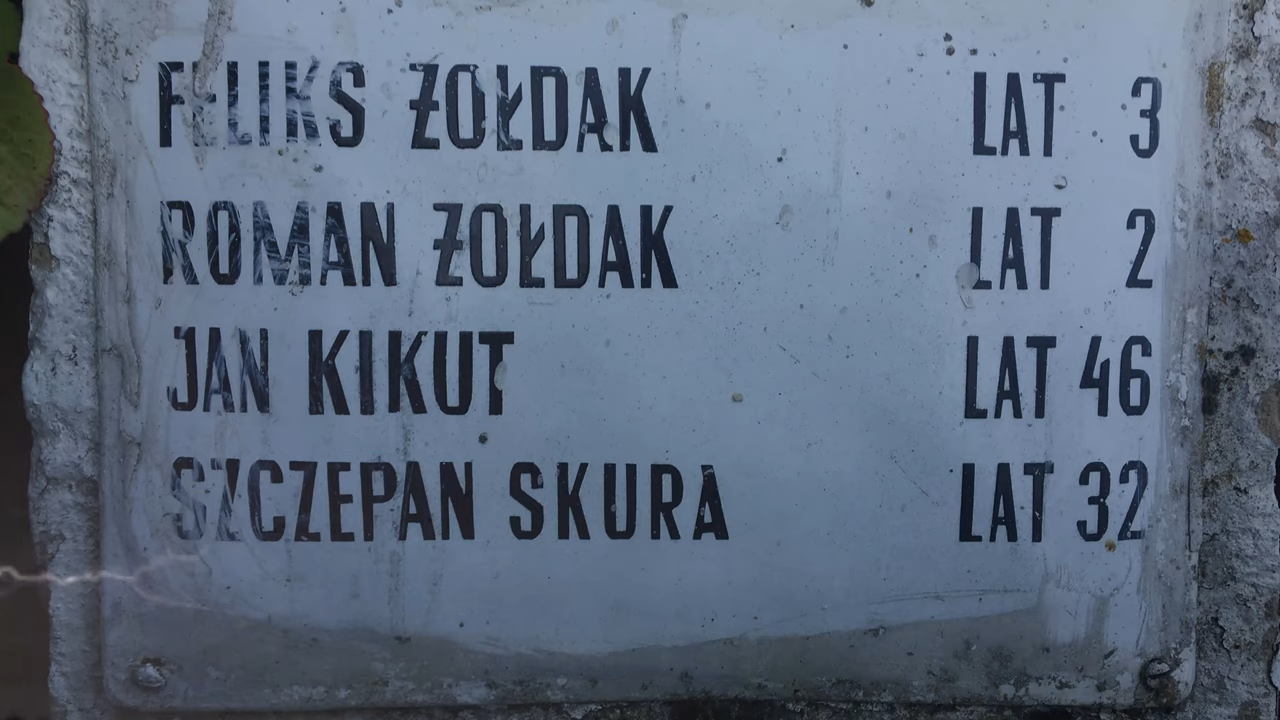 FELIKS ŻOŁDAK LAT 3
ROMAN ŻOŁDAK LAT 2
JAN KIKUT LAT 46
SZCZEPAN SKURA LAT 32